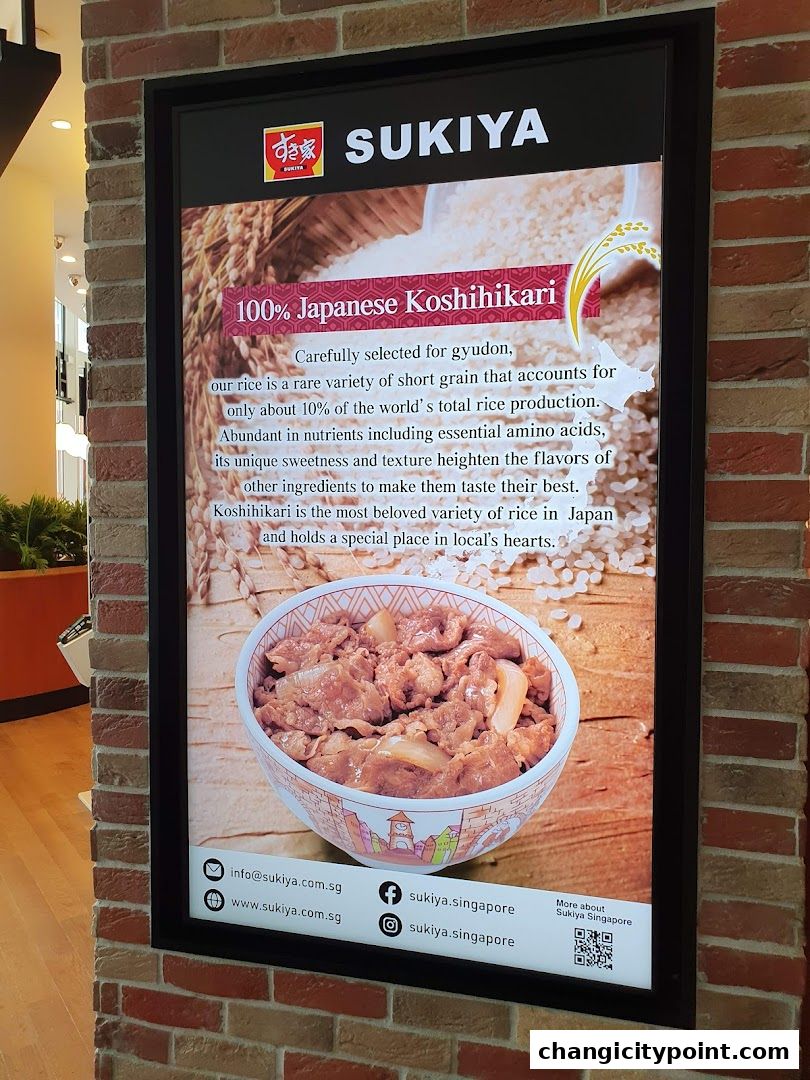 すき家
SUKIYA
SUKIYA
100% Japanese Koshihikari
Carefully selected for gyudon,
our rice is a rare variety of short grain that accounts for
only about 10% of the world's total rice production.
Abundant in nutrients including essential amino acids,
its unique sweetness and texture heighten the flavors of
other ingredients to make them taste their best.
Koshihikari is the most beloved variety of rice in Japan
and holds a special place in local's hearts.
info@sukiya.com.sg
www.sukiya.com.sg
sukiya.singapore
sukiya.singapore
More about
Sukiya Singapore
changicitypoint.com